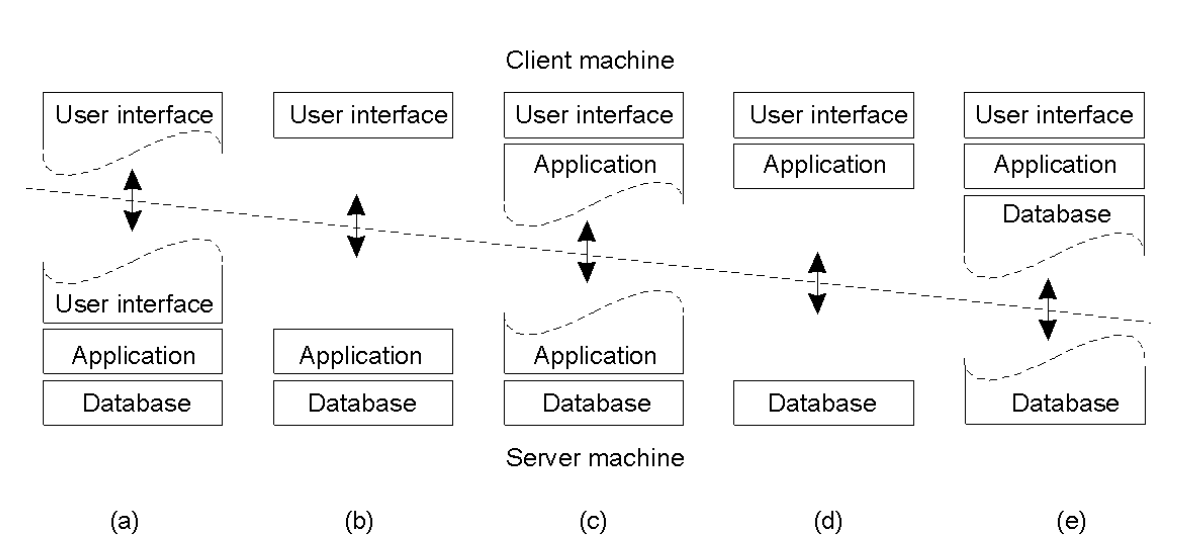 Client machine
User interface User interface User interface User interface User interface
Application Application Application
Database
User interface
Application Application Application
Database Database Database Database Database
Server machine
(a) (b) (c) (d) (e)